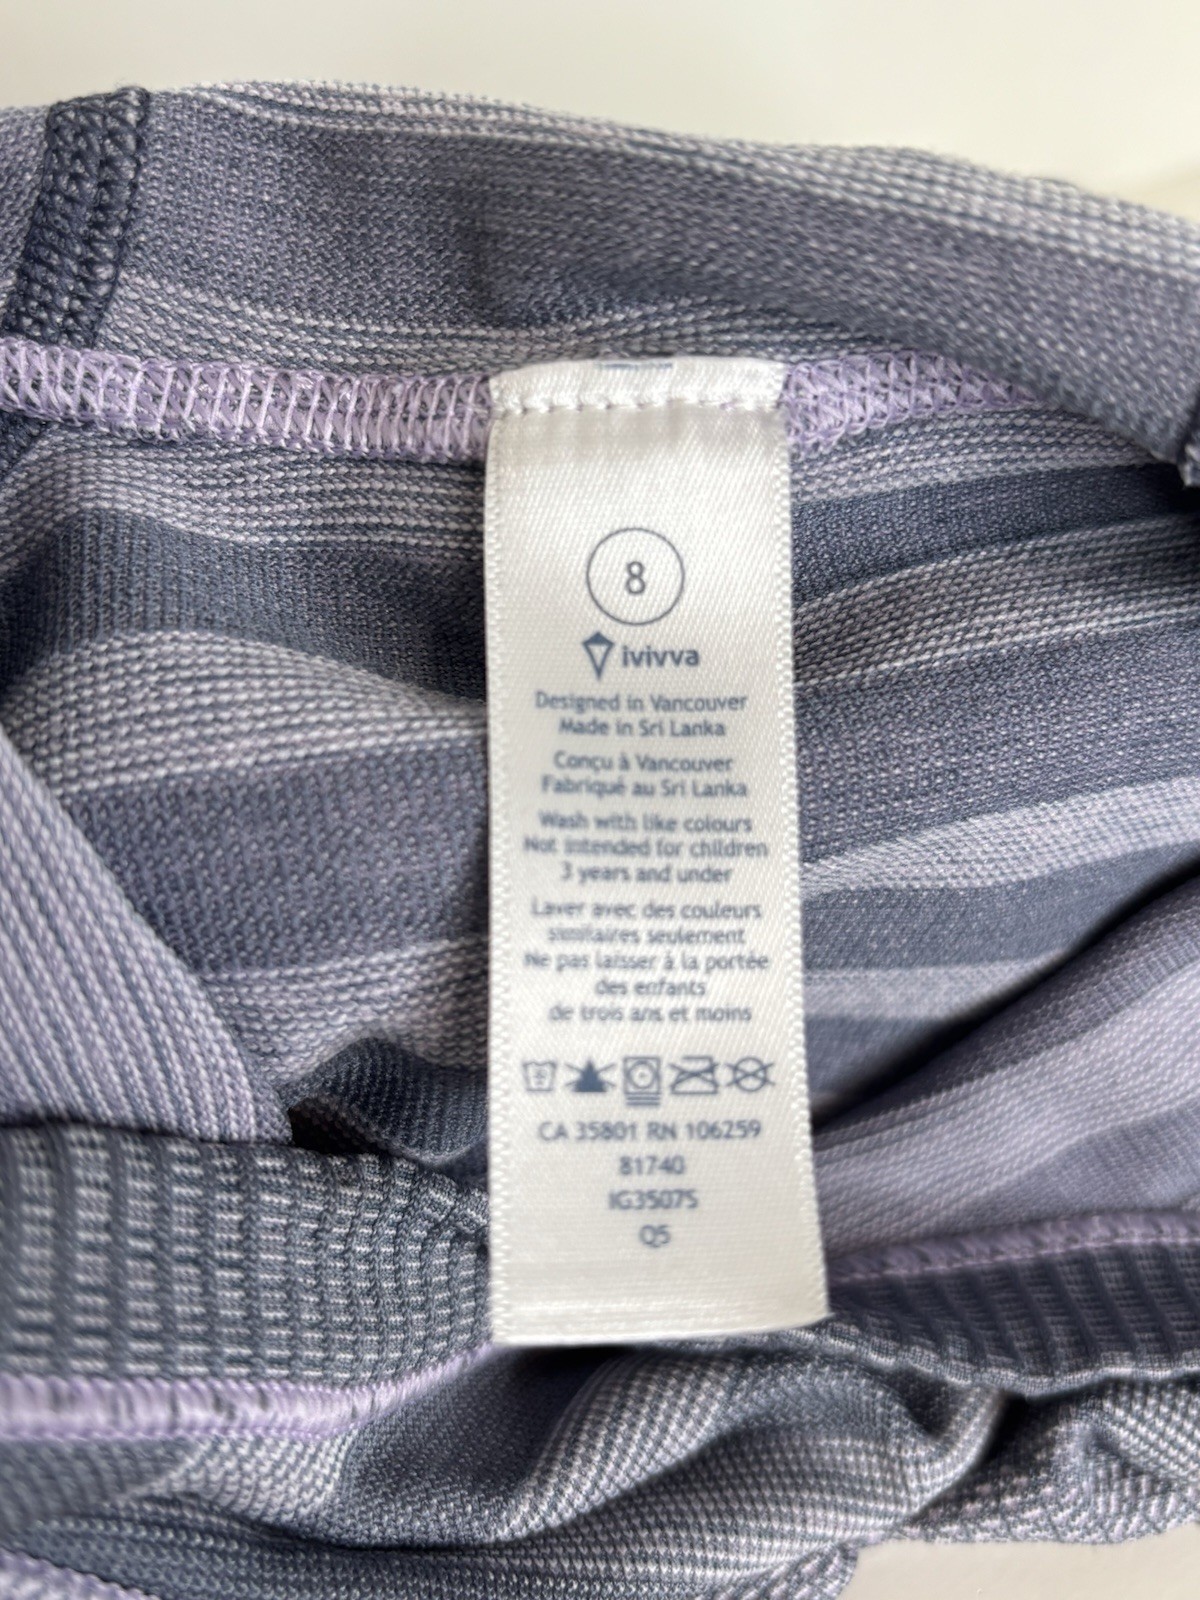 8
ivivva
Designed in Vancouver
Made in Sri Lanka
Conçu à Vancouver
Fabriqué au Sri Lanka
Wash with like colours
Not intended for children
3 years and under
Laver avec des couleurs
similaires seulement
Ne pas laisser à la portée
des enfants
de trois ans et moins
CA 35801 RN 106259
81740
IG35075
Q5